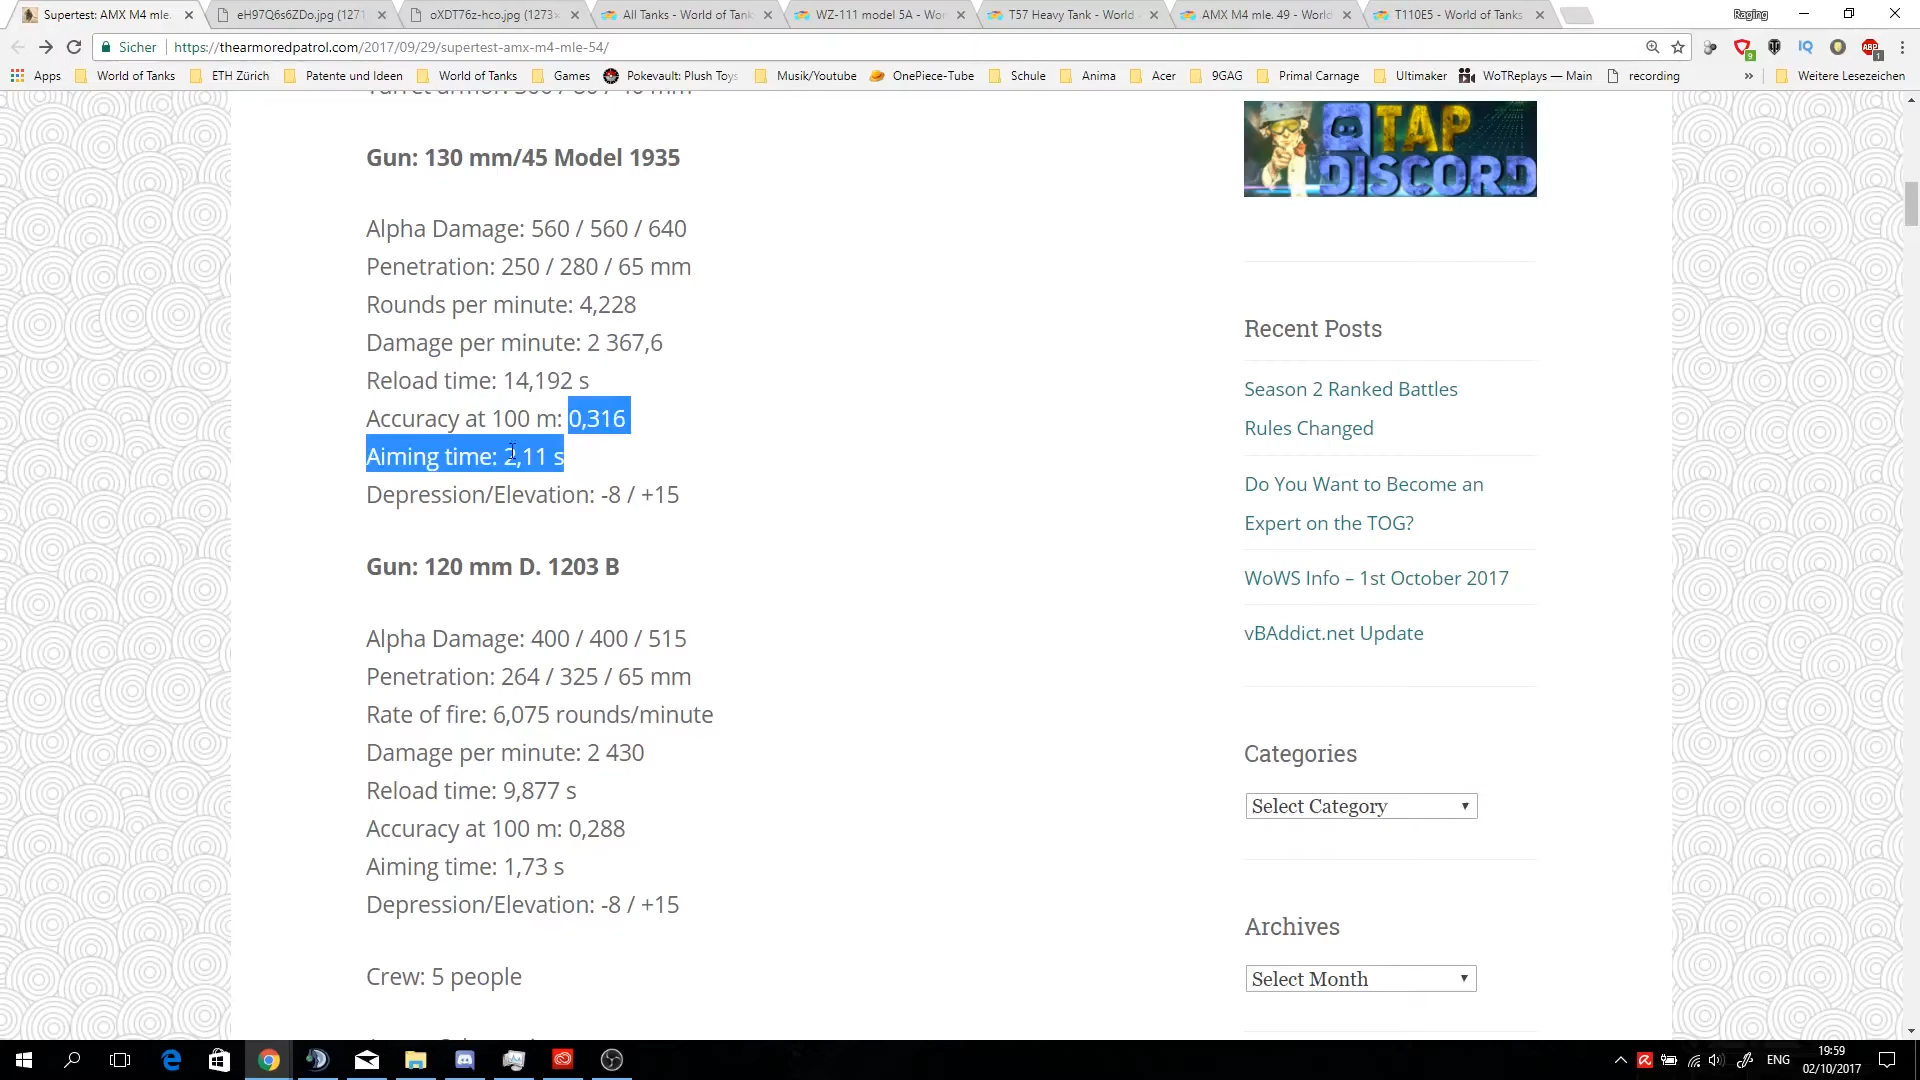 Supertest: AMX M4 mle.
eH97Q6s6ZDo.jpg (1271
oXDT76z-hco.jpg (1273×
All Tanks - World of Tank
WZ-111 model 5A - Wor
T57 Heavy Tank - World
AMX M4 mle. 49 - World
T110E5 - World of Tanks
Raging
Sicher
https://thearmoredpatrol.com/2017/09/29/supertest-amx-m4-mle-54/
Apps
World of Tanks
ETH Zürich
Patente und Ideen
World of Tanks
Games
Pokevault: Plush Toys
Musik/Youtube
OnePiece-Tube
Schule
Anima
Acer
9GAG
Primal Carnage
Ultimaker
WoTReplays — Main
recording
»
Weitere Lesezeichen
Gun: 130 mm/45 Model 1935
Alpha Damage: 560 / 560 / 640
Penetration: 250 / 280 / 65 mm
Rounds per minute: 4,228
Damage per minute: 2 367,6
Reload time: 14,192 s
Accuracy at 100 m: 0,316
Aiming time: 2,11 s
Depression/Elevation: -8 / +15
Gun: 120 mm D. 1203 B
Alpha Damage: 400 / 400 / 515
Penetration: 264 / 325 / 65 mm
Rate of fire: 6,075 rounds/minute
Damage per minute: 2 430
Reload time: 9,877 s
Accuracy at 100 m: 0,288
Aiming time: 1,73 s
Depression/Elevation: -8 / +15
Crew: 5 people
TAP
DISCORD
Recent Posts
Season 2 Ranked Battles
Rules Changed
Do You Want to Become an
Expert on the TOG?
WoWS Info – 1st October 2017
vBAddict.net Update
Categories
Select Category
Archives
Select Month
ENG
19:59
02/10/2017